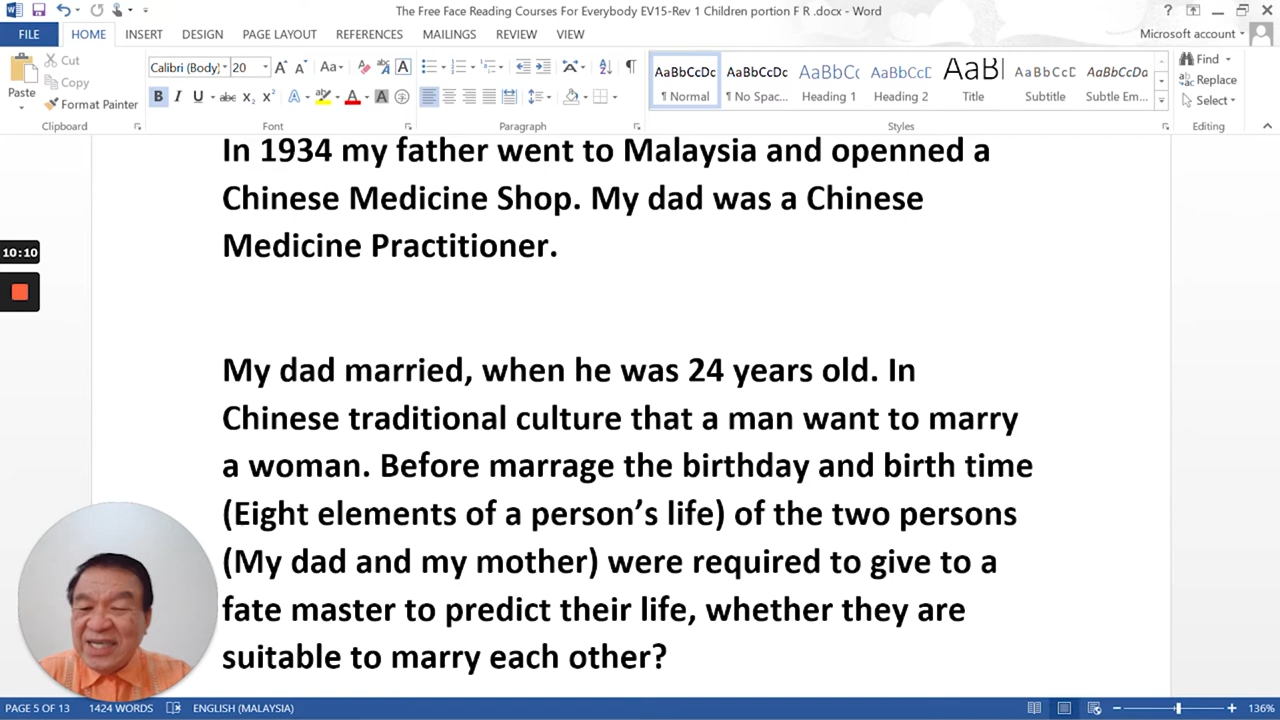 The Free Face Reading Courses For Everybody EV15-Rev 1 Children portion F R .docx - Word
FILE HOME INSERT DESIGN PAGE LAYOUT REFERENCES MAILINGS REVIEW VIEW Microsoft account
Paste
Cut
Copy
Format Painter
Calibri (Body) 20
AaBbCcDc AaBbCcDc AaBbC AaBbCcD AaB AaBbCcD AaBbCcDc
¶ Normal ¶ No Spac... Heading 1 Heading 2 Title Subtitle Subtle Em...
Find
Replace
Select
Clipboard Font Paragraph Styles Editing
In 1934 my father went to Malaysia and openned a
Chinese Medicine Shop. My dad was a Chinese
Medicine Practitioner.
10:10
My dad married, when he was 24 years old. In
Chinese traditional culture that a man want to marry
a woman. Before marrage the birthday and birth time
(Eight elements of a person’s life) of the two persons
(My dad and my mother) were required to give to a
fate master to predict their life, whether they are
suitable to marry each other?
PAGE 5 OF 13 1424 WORDS ENGLISH (MALAYSIA) 136%